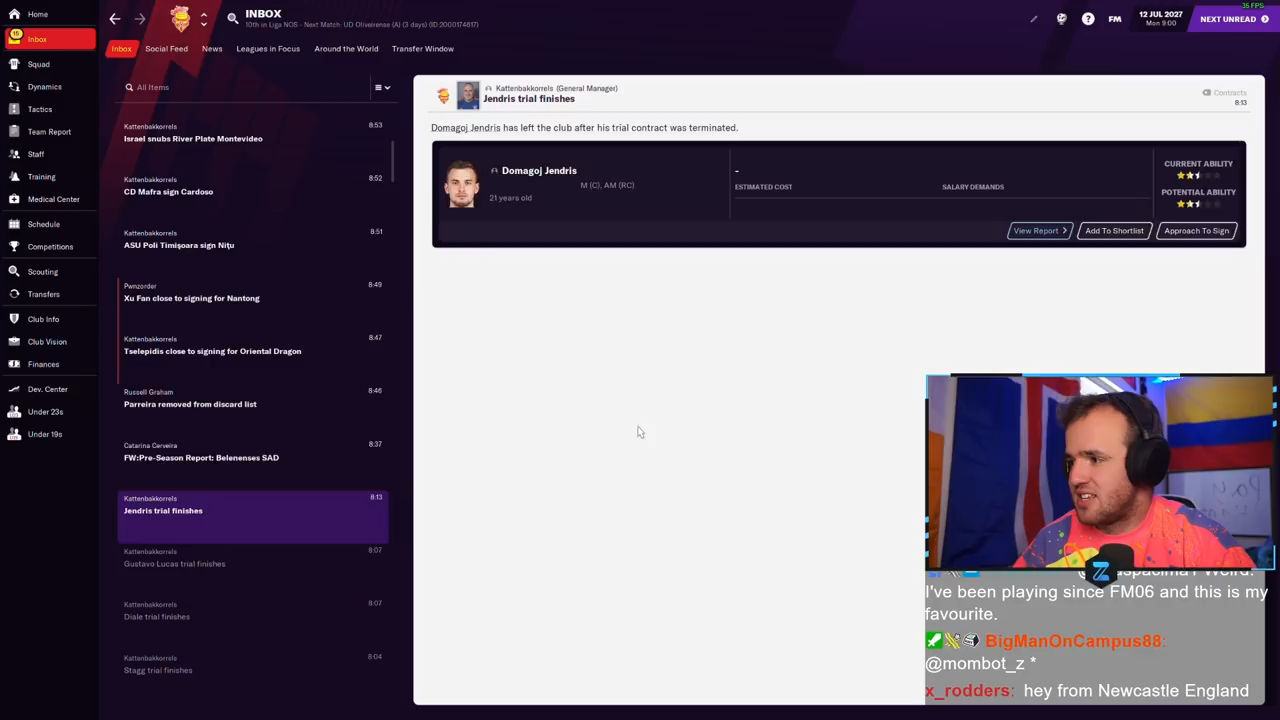 36 FPS
Home
INBOX
10th in Liga NOS - Next Match: UD Oliveirense (A) (3 days) (ID:2000174617)
FM
12 JUL 2027
Mon 9:00
NEXT UNREAD
15
Inbox
Inbox
Social Feed
News
Leagues in Focus
Around the World
Transfer Window
Squad
Dynamics
Tactics
Team Report
Staff
Training
Medical Center
Schedule
Competitions
Scouting
Transfers
Club Info
Club Vision
Finances
Dev. Center
Under 23s
Under 19s
All Items
Kattenbakkorrels 8:53
Israel snubs River Plate Montevideo
Kattenbakkorrels 8:52
CD Mafra sign Cardoso
Kattenbakkorrels 8:51
ASU Poli Timişoara sign Niţu
Pwnzorder 8:49
Xu Fan close to signing for Nantong
Kattenbakkorrels 8:47
Tselepidis close to signing for Oriental Dragon
Russell Graham 8:46
Parreira removed from discard list
Catarina Cerveira 8:37
FW:Pre-Season Report: Belenenses SAD
Kattenbakkorrels 8:13
Jendris trial finishes
Kattenbakkorrels 8:07
Gustavo Lucas trial finishes
Kattenbakkorrels 8:07
Diale trial finishes
Kattenbakkorrels 8:04
Stagg trial finishes
Kattenbakkorrels (General Manager)
Jendris trial finishes
Contracts
8:13
Domagoj Jendris has left the club after his trial contract was terminated.
Domagoj Jendris
M (C), AM (RC)
21 years old
-
ESTIMATED COST
SALARY DEMANDS
CURRENT ABILITY
POTENTIAL ABILITY
View Report
Add To Shortlist
Approach To Sign
I've been playing since FM06 and this is my
favourite.
BigManOnCampus88:
@mombot_z *
x_rodders: hey from Newcastle England